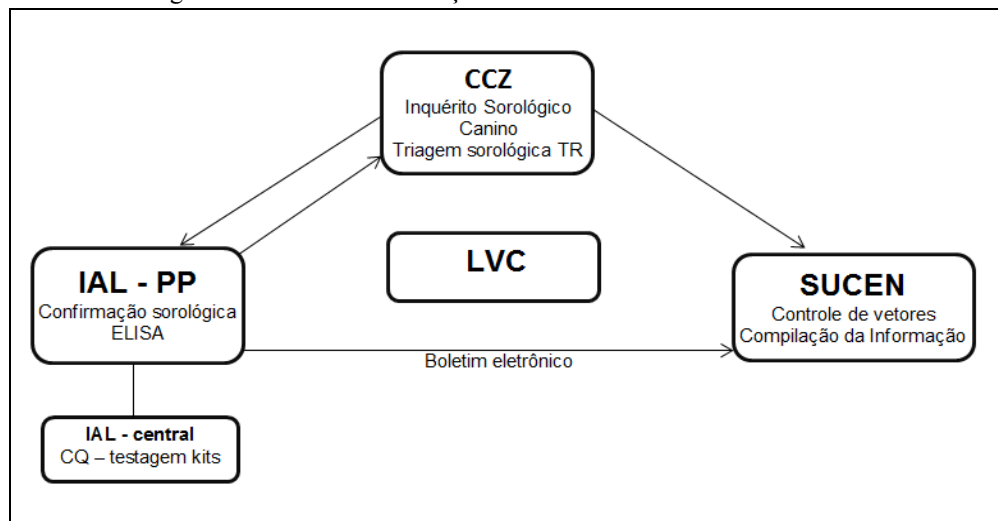 CCZ
Inquérito Sorológico
Canino
Triagem sorológica TR
LVC
IAL - PP
Confirmação sorológica
ELISA
SUCEN
Controle de vetores
Compilação da Informação
Boletim eletrônico
IAL - central
CQ – testagem kits